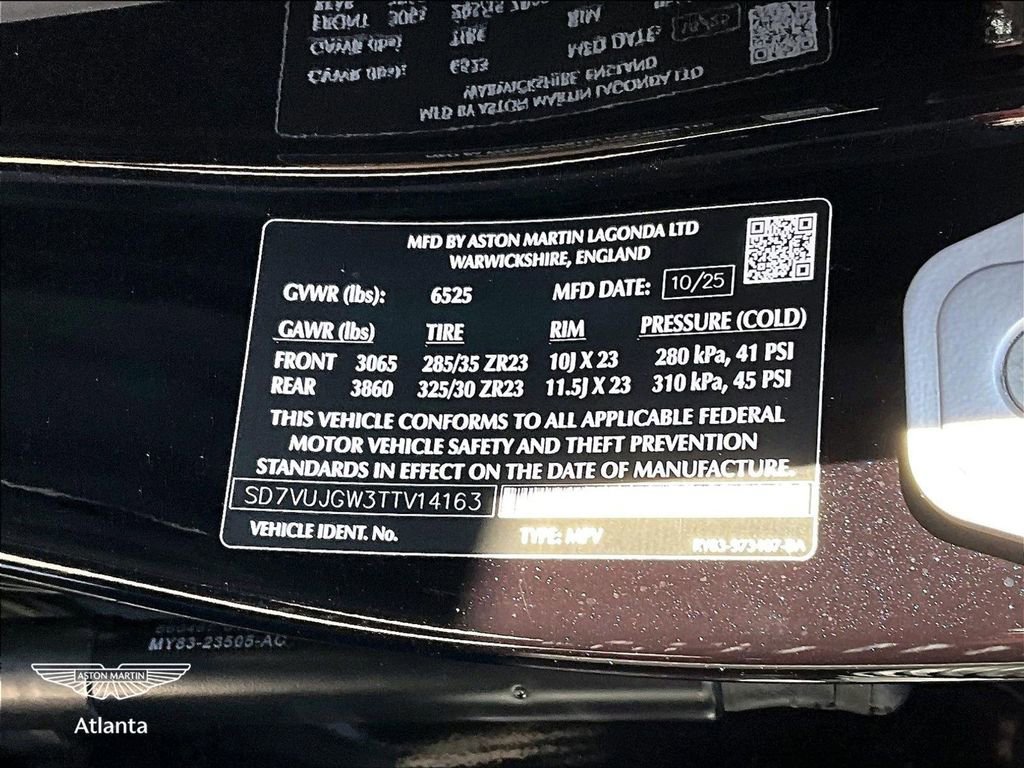 MFD BY ASTON MARTIN LAGONDA LTD
WARWICKSHIRE, ENGLAND
GVWR (lbs): 6525 MFD DATE: 10/25
GAWR (lbs) TIRE RIM PRESSURE (COLD)
FRONT 3065 285/35 ZR23 10J X 23 280 kPa, 41 PSI
REAR 3860 325/30 ZR23 11.5J X 23 310 kPa, 45 PSI
THIS VEHICLE CONFORMS TO ALL APPLICABLE FEDERAL
MOTOR VEHICLE SAFETY AND THEFT PREVENTION
STANDARDS IN EFFECT ON THE DATE OF MANUFACTURE.
SD7VUJGW3TTV14163
VEHICLE IDENT. No. TYPE: MPV
MY83-23505-AC
ASTON MARTIN
Atlanta